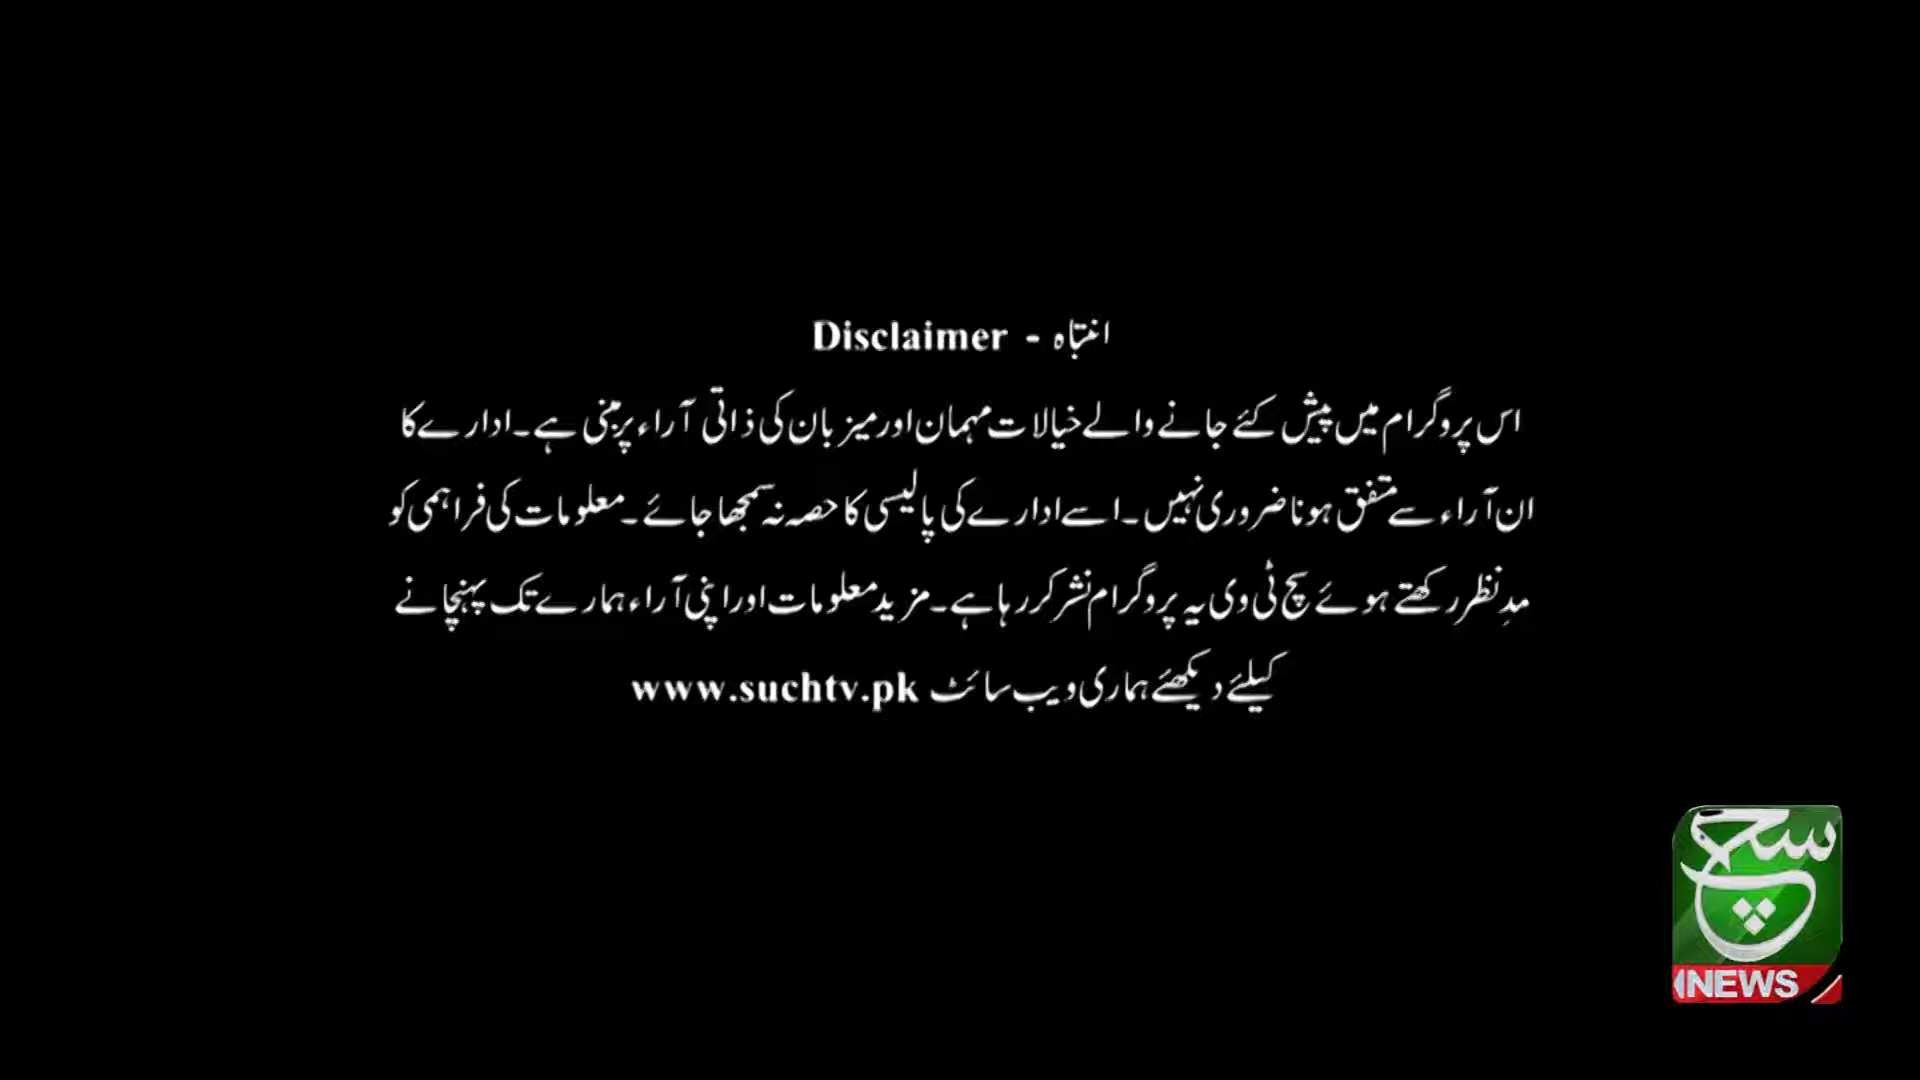 انتباہ - Disclaimer
اس پروگرام میں پیش کئے جانے والے خیالات مہمان اور میزبان کی ذاتی آراء پر مبنی ہے۔ ادارے کا
ان آراء سے متفق ہونا ضروری نہیں۔ اسے ادارے کی پالیسی کا حصہ نہ سمجھا جائے۔ معلومات کی فراہمی کو
مدِ نظر رکھتے ہوئے سچ ٹی وی یہ پروگرام نشر کر رہا ہے۔ مزید معلومات اور اپنی آراء ہمارے تک پہنچانے
کیلئے دیکھئے ہماری ویب سائٹ www.suchtv.pk
سچ
NEWS